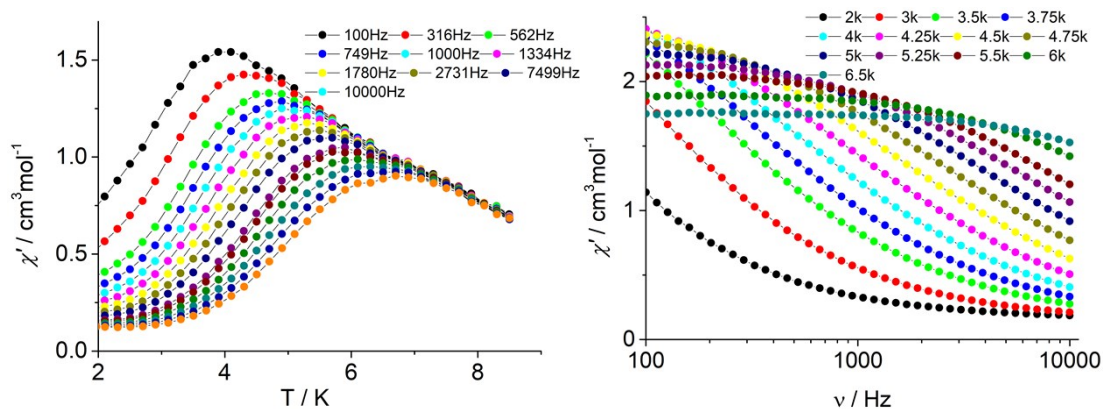 100Hz 316Hz 562Hz
749Hz 1000Hz 1334Hz
1780Hz 2731Hz 7499Hz
10000Hz
1.5
1.0
0.5
0.0
χ′ / cm³mol⁻¹
2 4 6 8
T / K
2k 3k 3.5k 3.75k
4k 4.25k 4.5k 4.75k
5k 5.25k 5.5k 6k
6.5k
2
1
0
χ′ / cm³mol⁻¹
100 1000 10000
ν / Hz